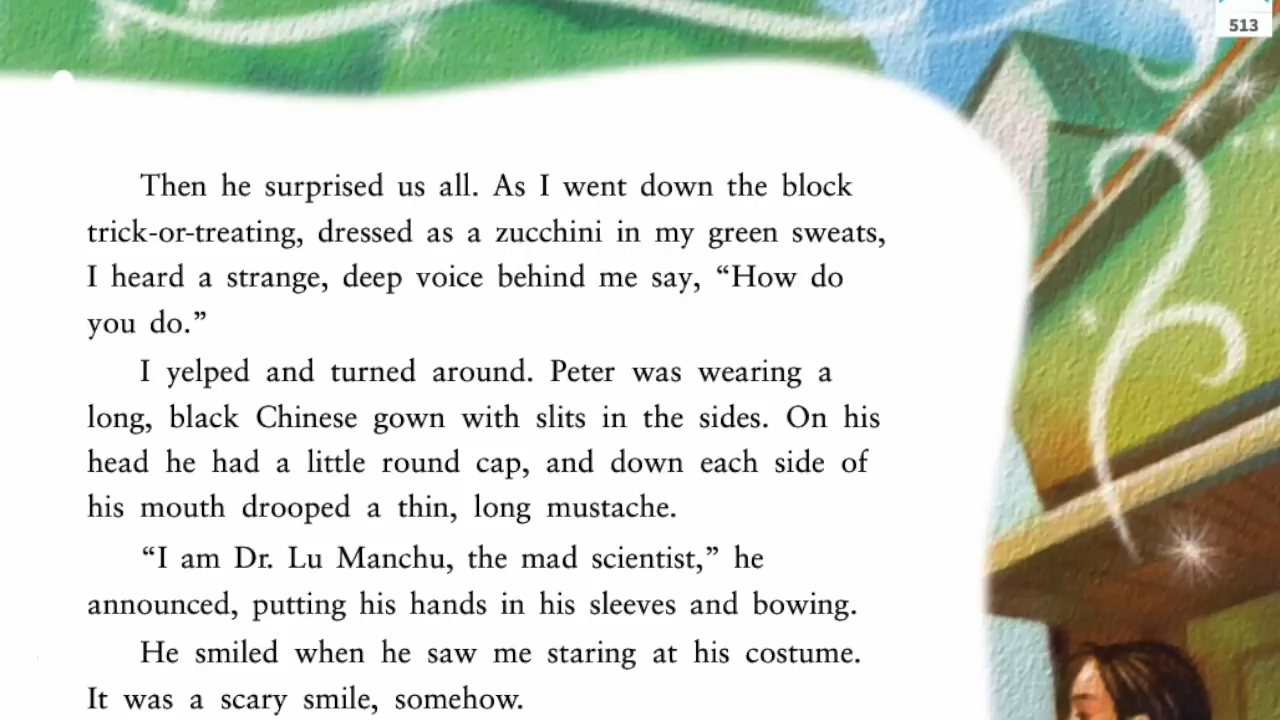 513
Then he surprised us all. As I went down the block
trick-or-treating, dressed as a zucchini in my green sweats,
I heard a strange, deep voice behind me say, “How do
you do.”
I yelped and turned around. Peter was wearing a
long, black Chinese gown with slits in the sides. On his
head he had a little round cap, and down each side of
his mouth drooped a thin, long mustache.
“I am Dr. Lu Manchu, the mad scientist,” he
announced, putting his hands in his sleeves and bowing.
He smiled when he saw me staring at his costume.
It was a scary smile, somehow.